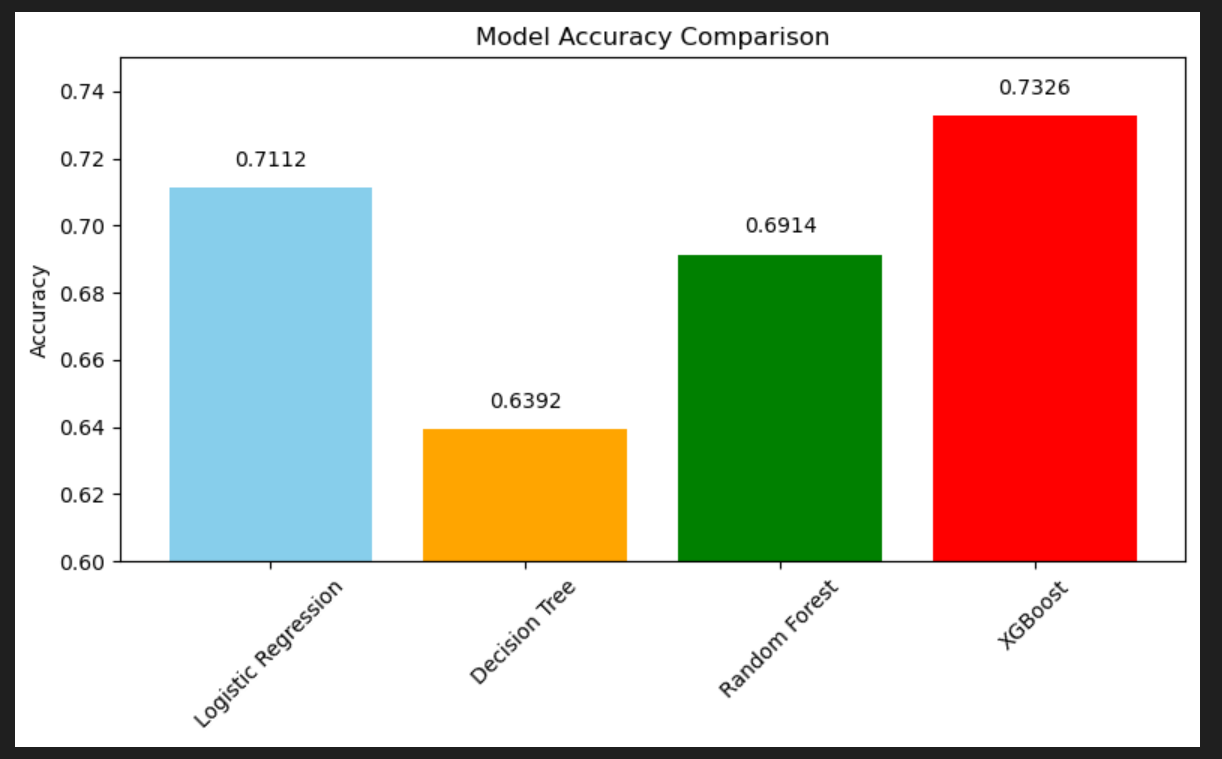 Model Accuracy Comparison
0.74
0.72
0.70
0.68
0.66
0.64
0.62
0.60
Accuracy
0.7112
0.6392
0.6914
0.7326
Logistic Regression
Decision Tree
Random Forest
XGBoost